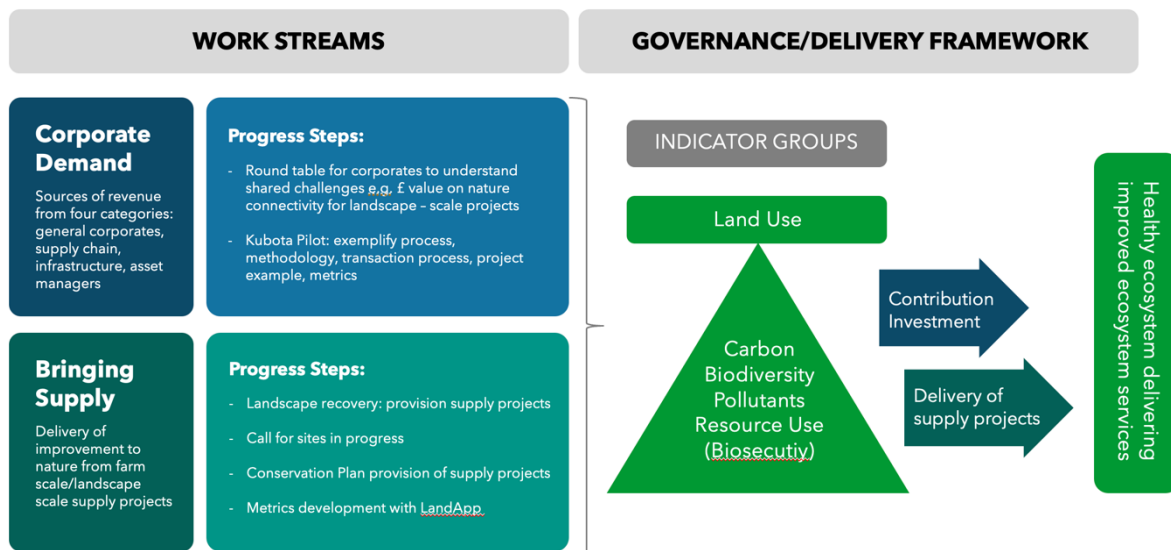 WORK STREAMS
GOVERNANCE/DELIVERY FRAMEWORK
Corporate
Demand
Sources of revenue
from four categories:
general corporates,
supply chain,
infrastructure, asset
managers
Progress Steps:
- Round table for corporates to understand
shared challenges e.g. £ value on nature
connectivity for landscape – scale projects
- Kubota Pilot: exemplify process,
methodology, transaction process, project
example, metrics
Bringing
Supply
Delivery of
improvement to
nature from farm
scale/landscape
scale supply projects
Progress Steps:
- Landscape recovery: provision supply projects
- Call for sites in progress
- Conservation Plan provision of supply projects
- Metrics development with LandApp
INDICATOR GROUPS
Land Use
Carbon
Biodiversity
Pollutants
Resource Use
(Biosecutiy)
Contribution
Investment
Delivery of
supply projects
Healthy ecosystem delivering
improved ecosystem services